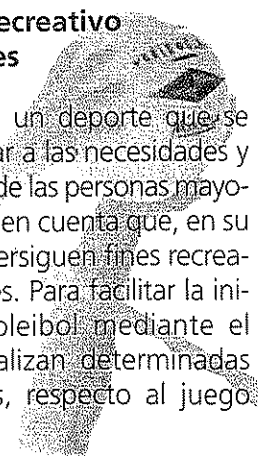 ecreativo
es
un deporte que se
ar a las necesidades y
de las personas mayo-
en cuenta que, en su
ersiguen fines recrea-
es. Para facilitar la ini-
oleibol mediante el
alizan determinadas
s, respecto al juego